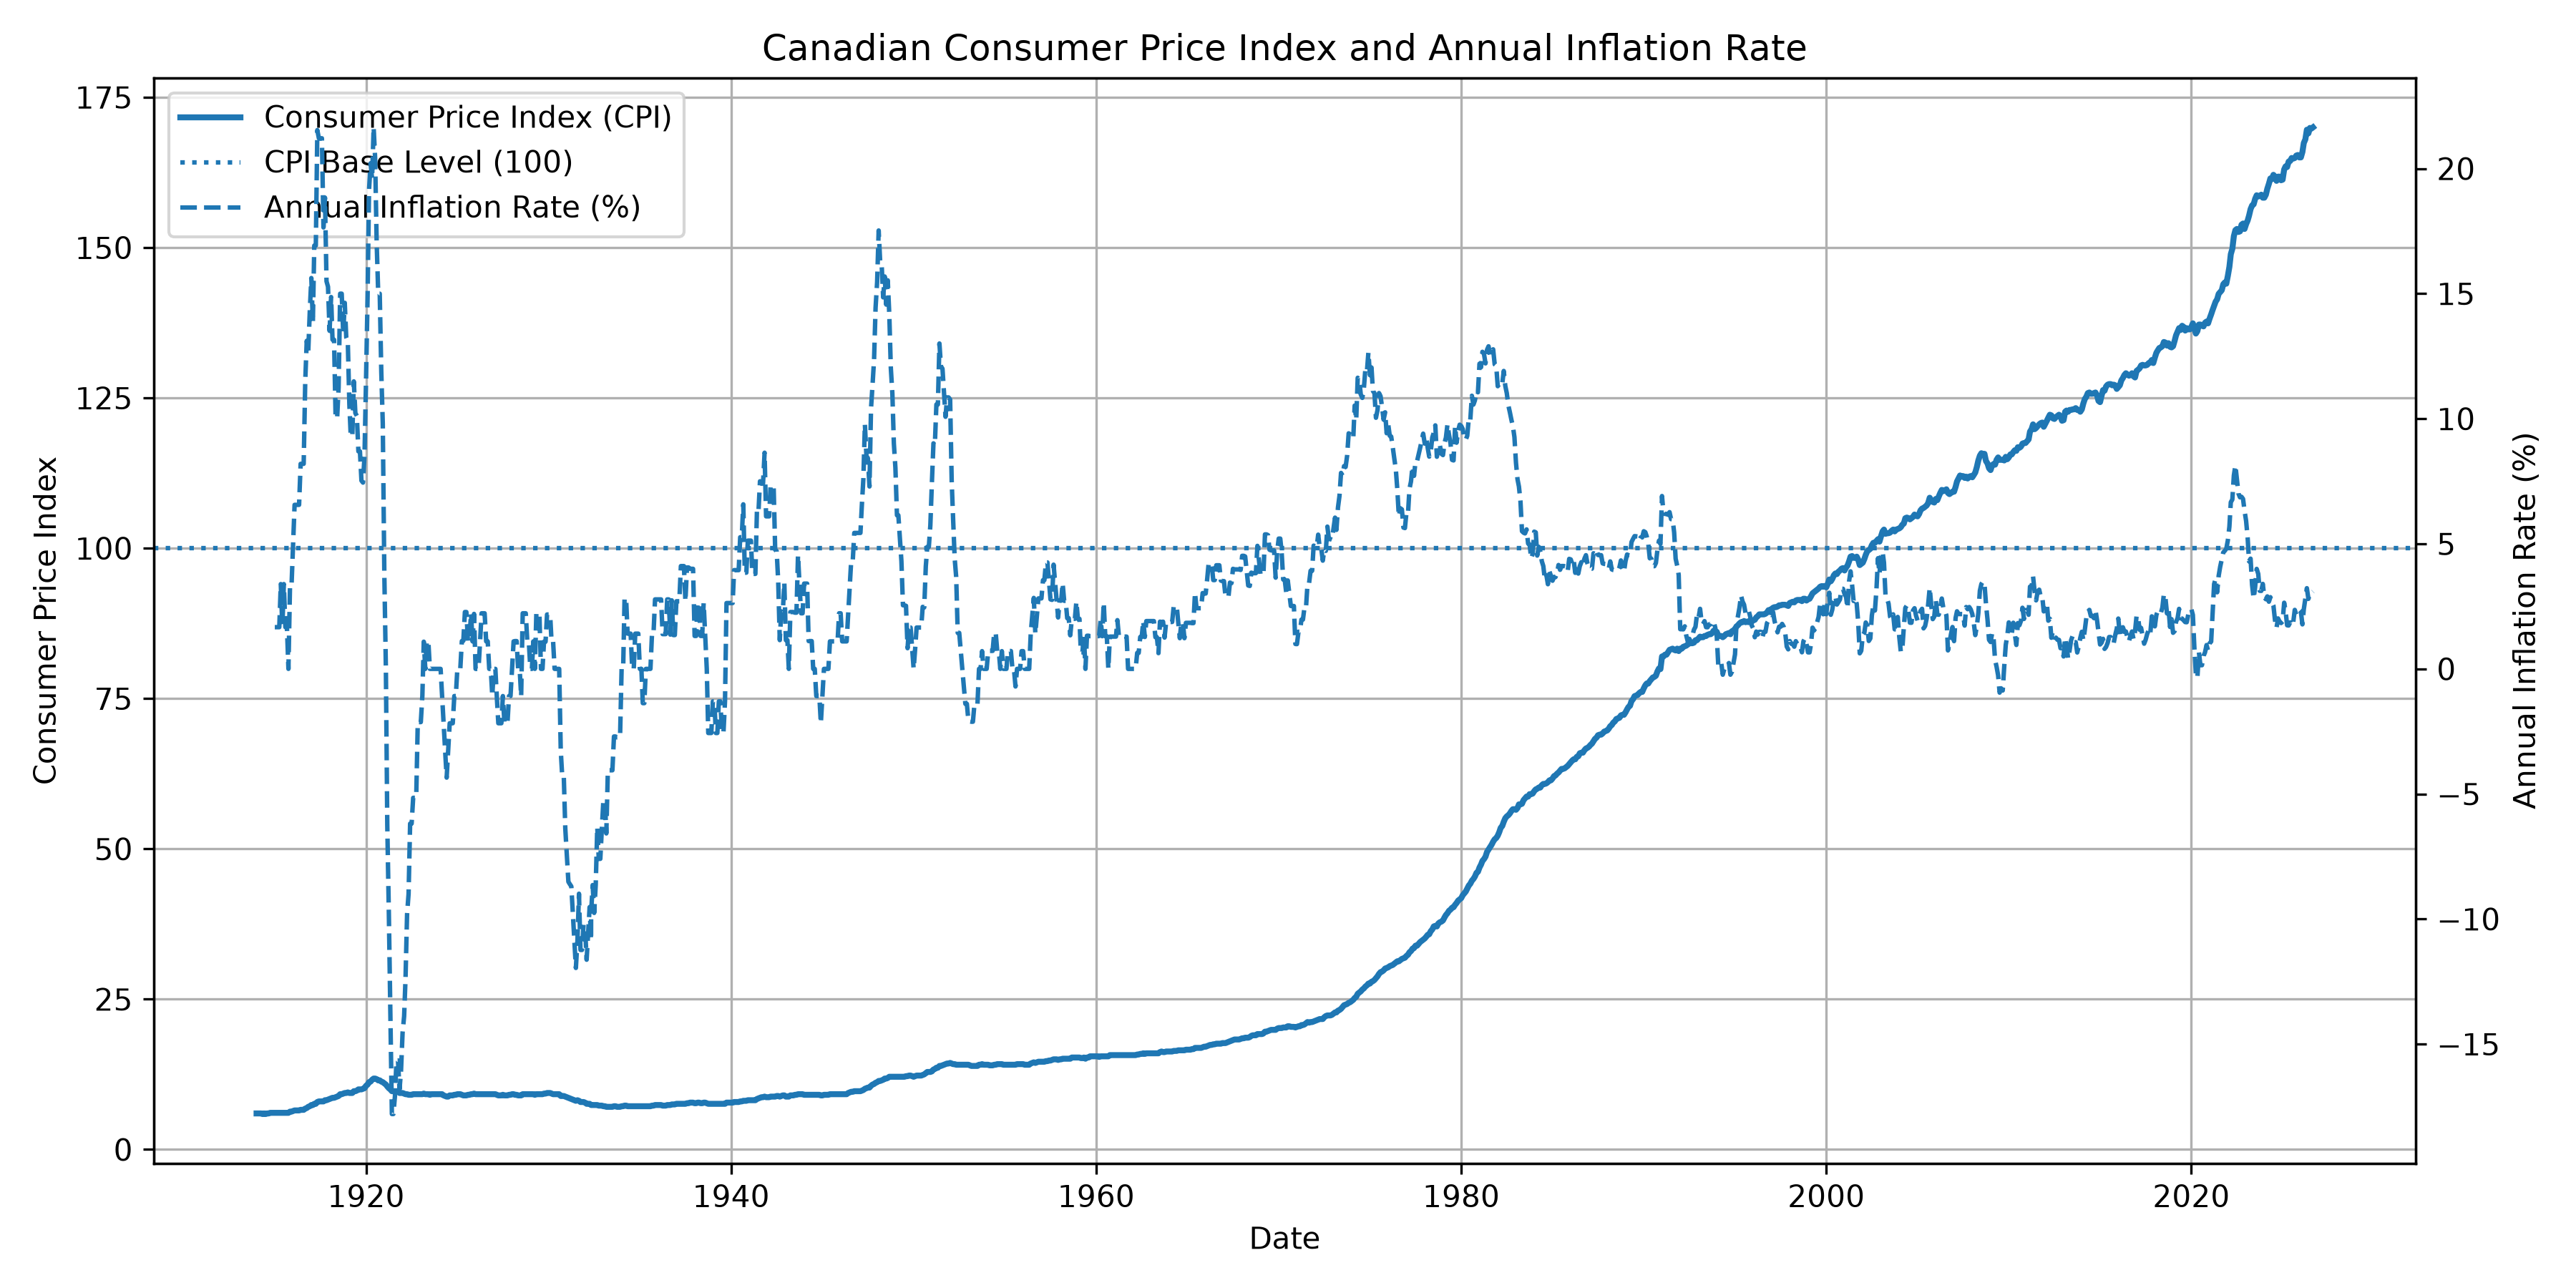 Canadian Consumer Price Index and Annual Inflation Rate
Consumer Price Index (CPI)
CPI Base Level (100)
Annual Inflation Rate (%)
175
150
125
100
75
50
25
0
Consumer Price Index
20
15
10
5
0
−5
−10
−15
Annual Inflation Rate (%)
1920 1940 1960 1980 2000 2020
Date